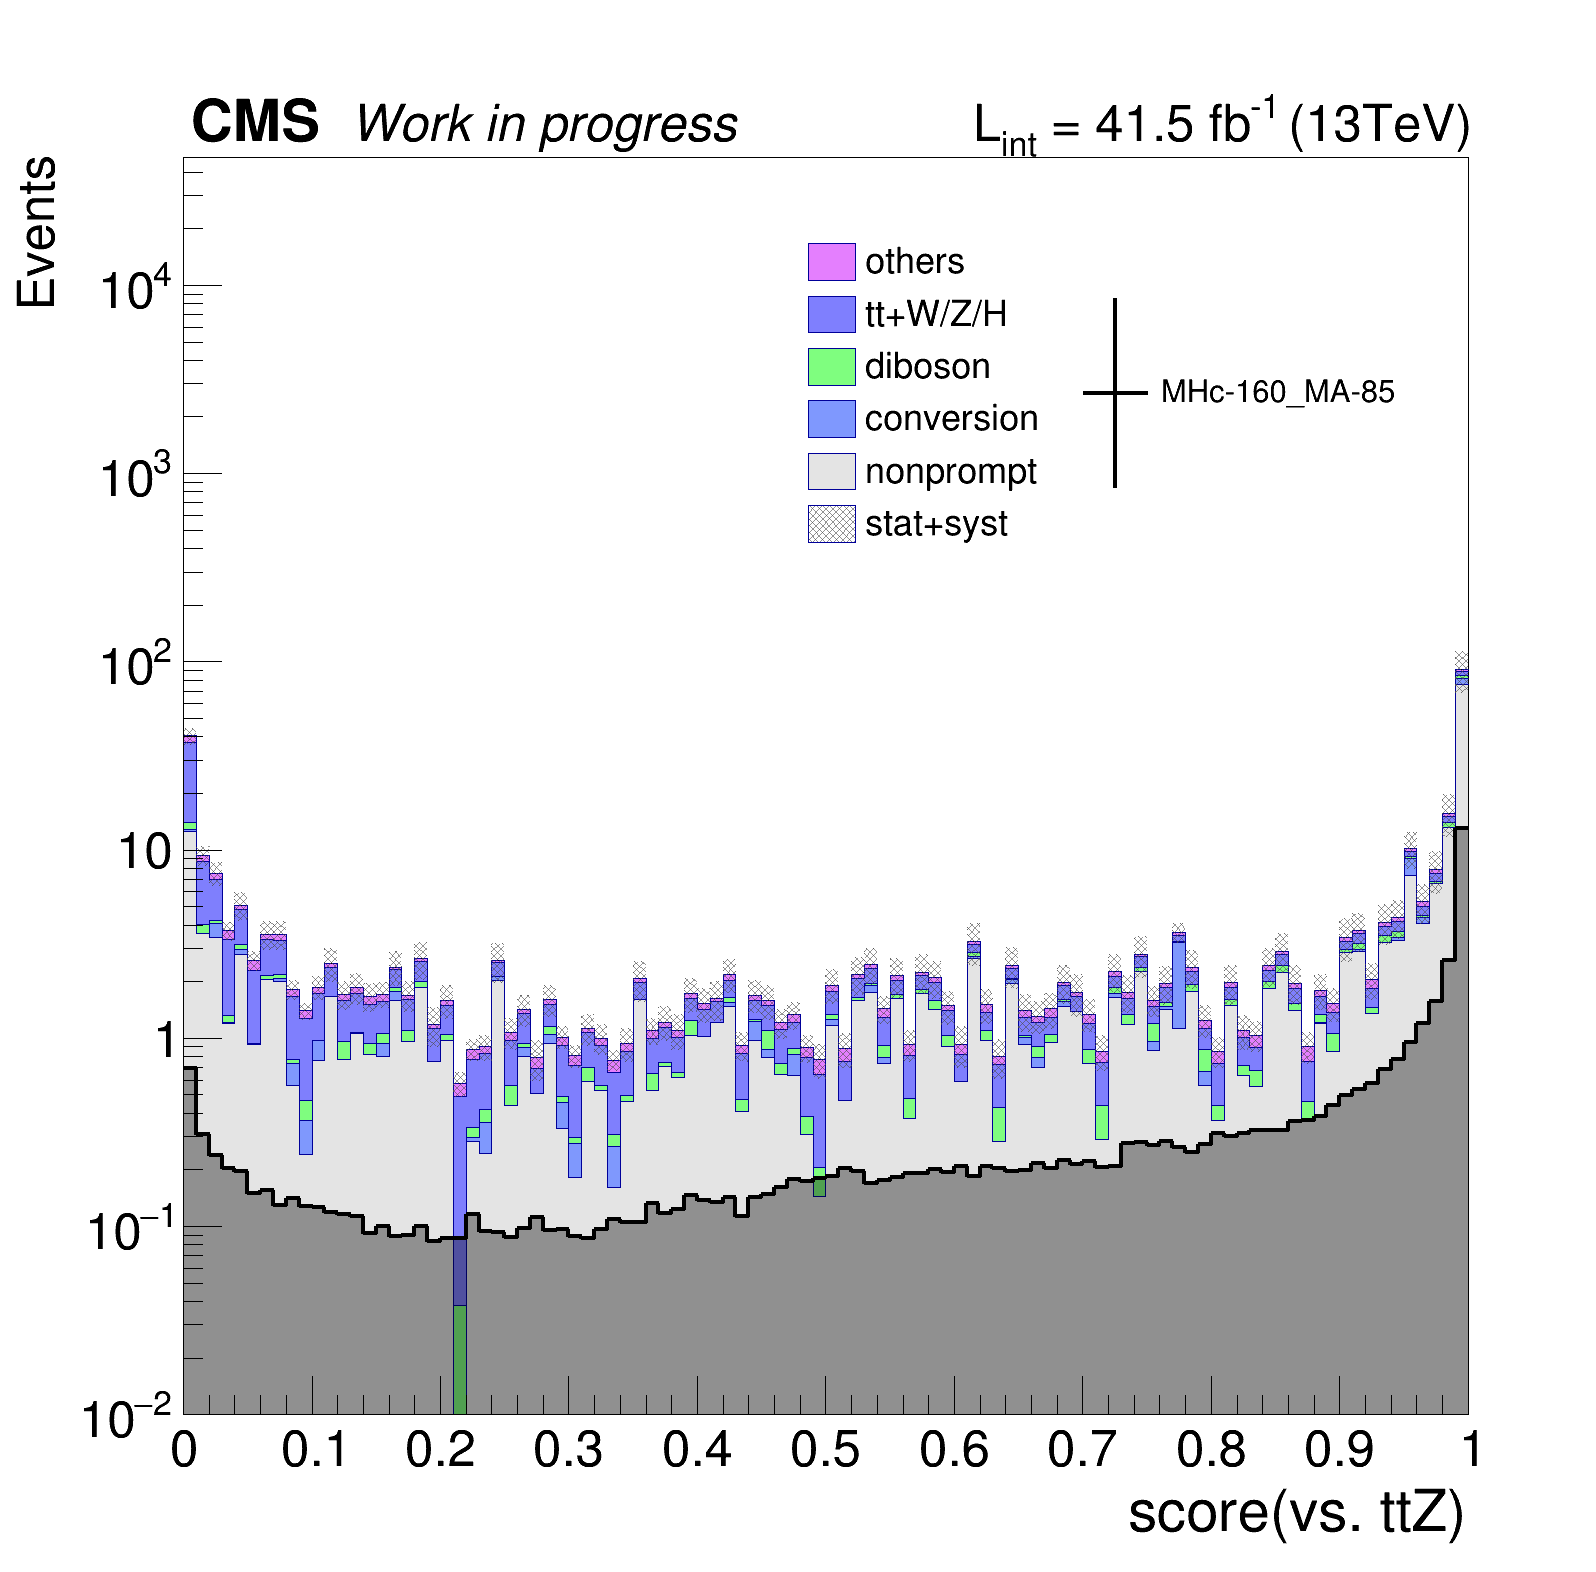 CMS Work in progress L_int = 41.5 fb^-1 (13TeV)
Events
others
tt+W/Z/H
diboson
conversion
nonprompt
stat+syst
MHc-160_MA-85
10^4
10^3
10^2
10
1
10^−1
10^−2
0 0.1 0.2 0.3 0.4 0.5 0.6 0.7 0.8 0.9 1
score(vs. ttZ)